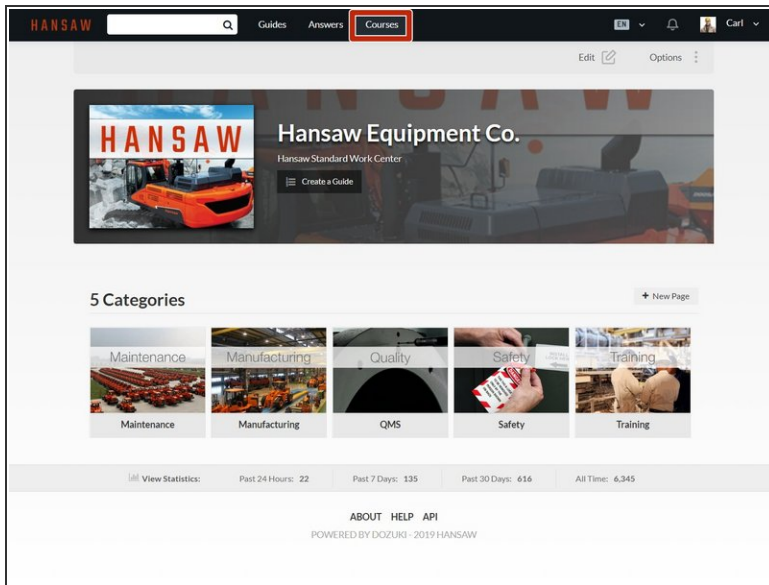 HANSAW Guides Answers Courses EN Carl
Edit Options
HANSAW
Hansaw Equipment Co.
Hansaw Standard Work Center
Create a Guide
5 Categories + New Page
Maintenance Manufacturing Quality Safety Training
Maintenance Manufacturing QMS Safety Training
View Statistics: Past 24 Hours: 22 Past 7 Days: 135 Past 30 Days: 616 All Time: 6,345
ABOUT HELP API
POWERED BY DOZUKI - 2019 HANSAW